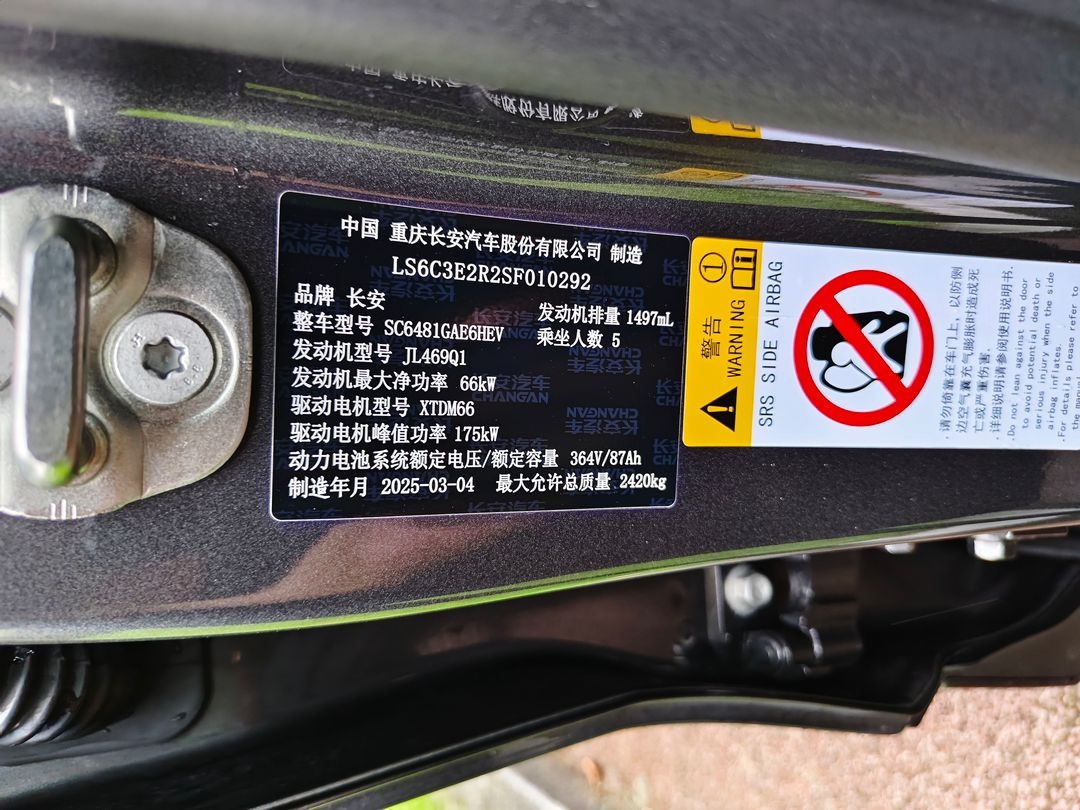 中国 重庆长安汽车股份有限公司 制造
LS6C3E2R2SF010292
品牌 长安
发动机排量 1497mL
整车型号 SC6481GAE6HEV
乘坐人数 5
发动机型号 JL469Q1
发动机最大净功率 66kW
驱动电机型号 XTDM66
驱动电机峰值功率 175kW
动力电池系统额定电压/额定容量 364V/87Ah
制造年月 2025-03-04 最大允许总质量 2420kg
警告
WARNING
SRS SIDE AIRBAG
·请勿倚靠在车门上，以防侧
边空气囊充气膨胀时造成死
亡或严重伤害.
·详细说明请参阅使用说明书.
·Do not lean against the door
to avoid potential death or
serious injury when the side
airbag inflates.
·For details please refer to
the manual